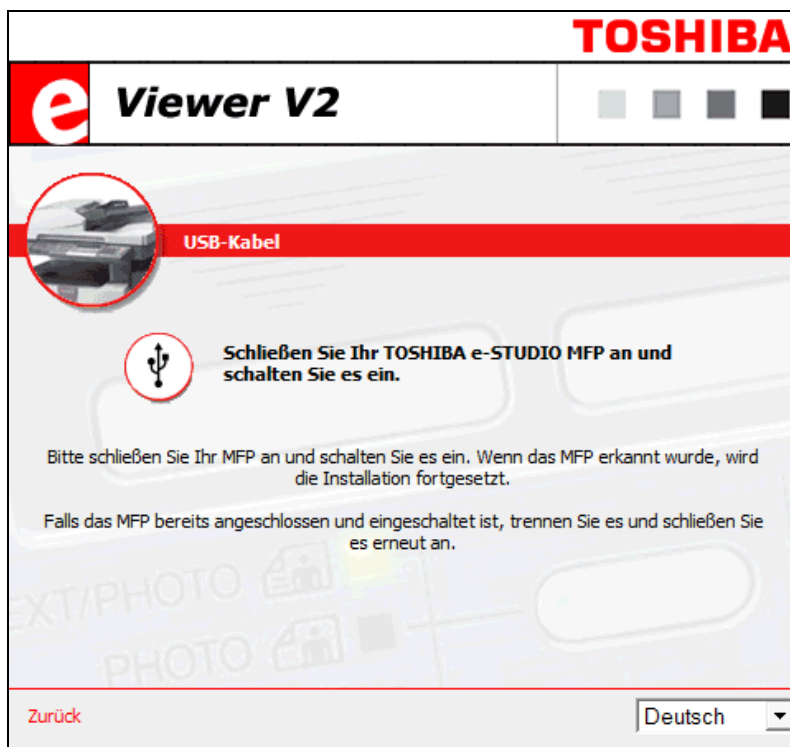 TOSHIBA
e Viewer V2
USB-Kabel
Schließen Sie Ihr TOSHIBA e-STUDIO MFP an und
schalten Sie es ein.
Bitte schließen Sie Ihr MFP an und schalten Sie es ein. Wenn das MFP erkannt wurde, wird
die Installation fortgesetzt.
Falls das MFP bereits angeschlossen und eingeschaltet ist, trennen Sie es und schließen Sie
es erneut an.
EXT/PHOTO
PHOTO
Zurück
Deutsch